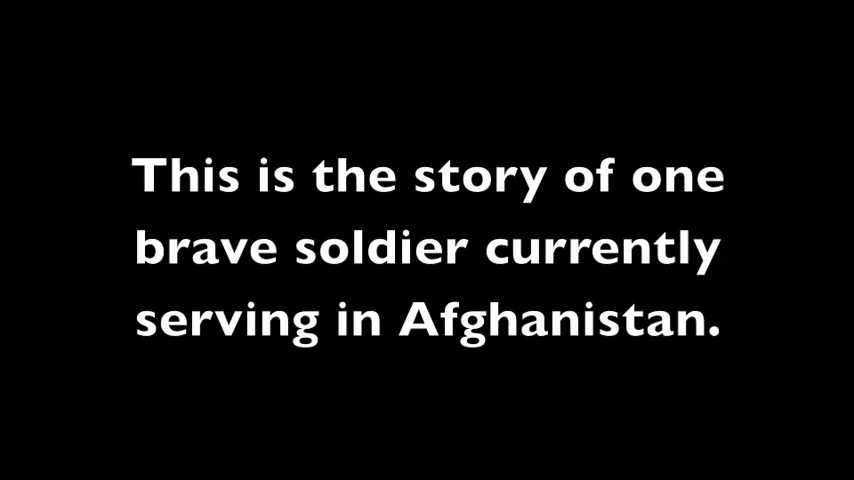 This is the story of one
brave soldier currently
serving in Afghanistan.